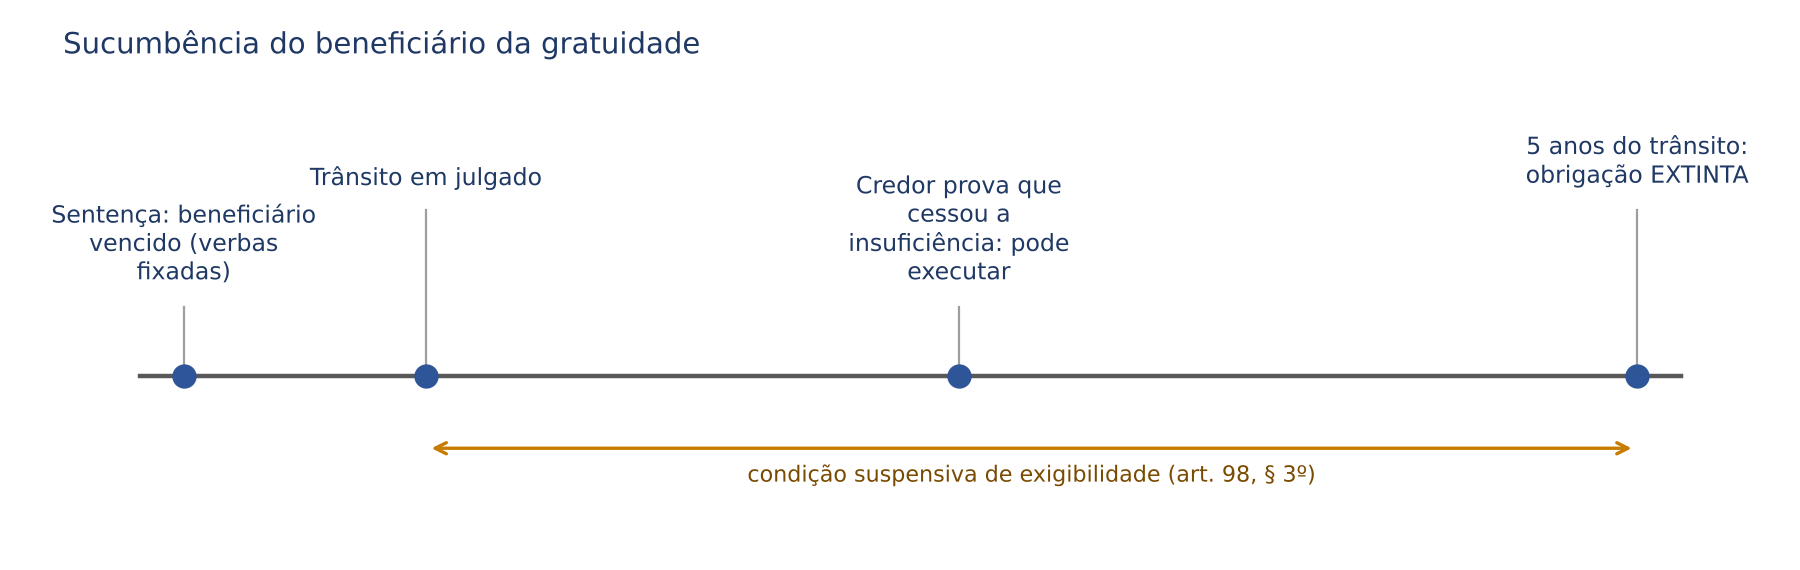 Sucumbência do beneficiário da gratuidade
Sentença: beneficiário
vencido (verbas
fixadas)
Trânsito em julgado
Credor prova que
cessou a
insuficiência: pode
executar
5 anos do trânsito:
obrigação EXTINTA
condição suspensiva de exigibilidade (art. 98, § 3º)